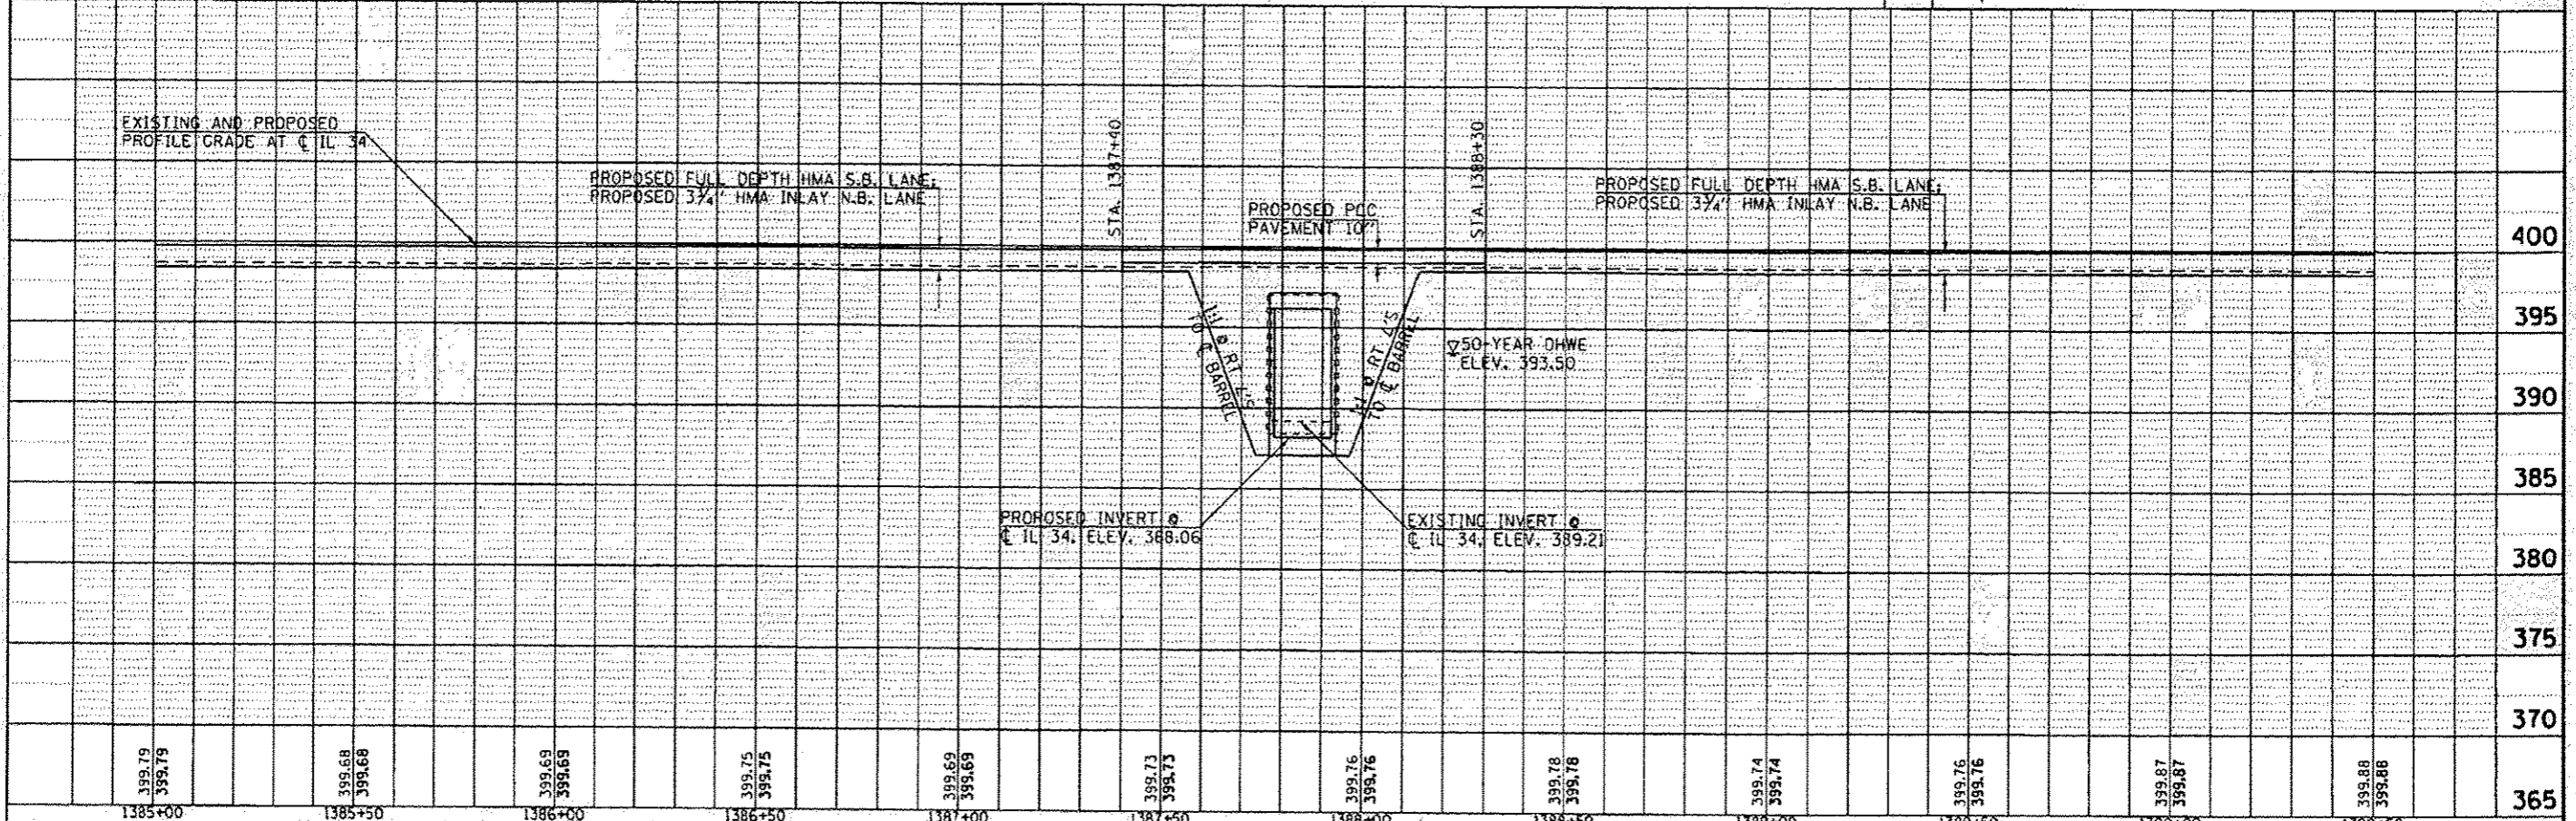 EXISTING AND PROPOSED
PROFILE GRADE AT ℄ IL 34
PROPOSED FULL DEPTH HMA S.B. LANE;
PROPOSED 3¼" HMA INLAY N.B. LANE
STA. 1387+40
PROPOSED PCC
PAVEMENT 10"
STA. 1388+30
PROPOSED FULL DEPTH HMA S.B. LANE;
PROPOSED 3¼" HMA INLAY N.B. LANE
1:1 @ RT ∠'S
TO ℄ BARREL
1:1 @ RT ∠'S
TO ℄ BARREL
50-YEAR DHWE
ELEV. 393.50
PROPOSED INVERT @
℄ IL 34, ELEV. 388.06
EXISTING INVERT @
℄ IL 34, ELEV. 389.21
400
395
390
385
380
375
370
365
399.79
399.79
399.68
399.68
399.69
399.69
399.75
399.75
399.69
399.69
399.73
399.73
399.76
399.76
399.78
399.78
399.74
399.74
399.76
399.76
399.87
399.87
399.88
399.88
1385+00
1385+50
1386+00
1386+50
1387+00
1387+50
1388+00
1388+50